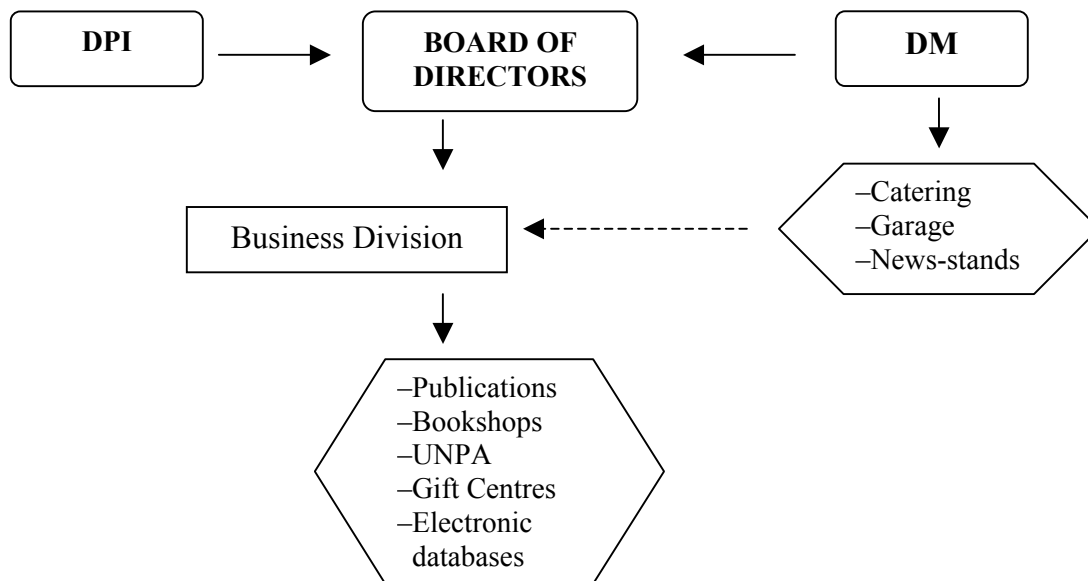 DPI
BOARD OF
DIRECTORS
DM
–Catering
–Garage
–News-stands
Business Division
–Publications
–Bookshops
–UNPA
–Gift Centres
–Electronic
databases